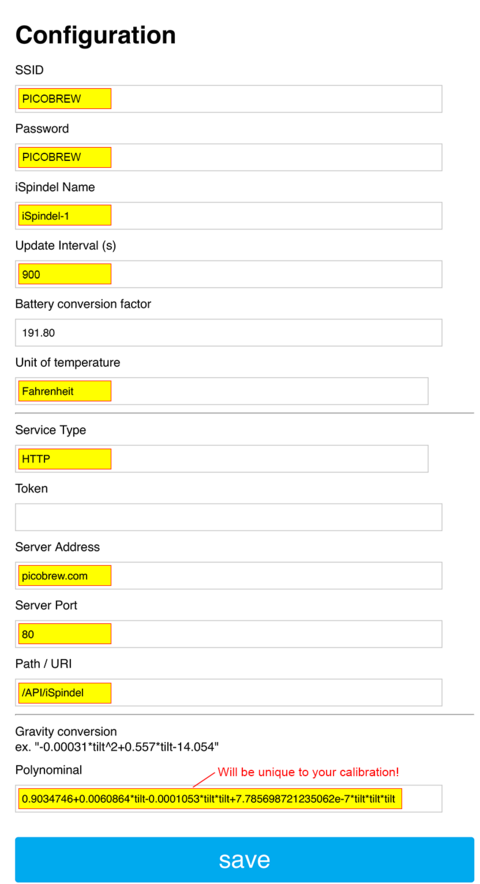 Configuration
SSID
PICOBREW
Password
PICOBREW
iSpindel Name
iSpindel-1
Update Interval (s)
900
Battery conversion factor
191.80
Unit of temperature
Fahrenheit
Service Type
HTTP
Token
Server Address
picobrew.com
Server Port
80
Path / URI
/API/iSpindel
Gravity conversion
ex. "-0.00031*tilt^2+0.557*tilt-14.054"
Polynominal
Will be unique to your calibration!
0.9034746+0.0060864*tilt-0.0001053*tilt*tilt+7.785698721235062e-7*tilt*tilt*tilt
save